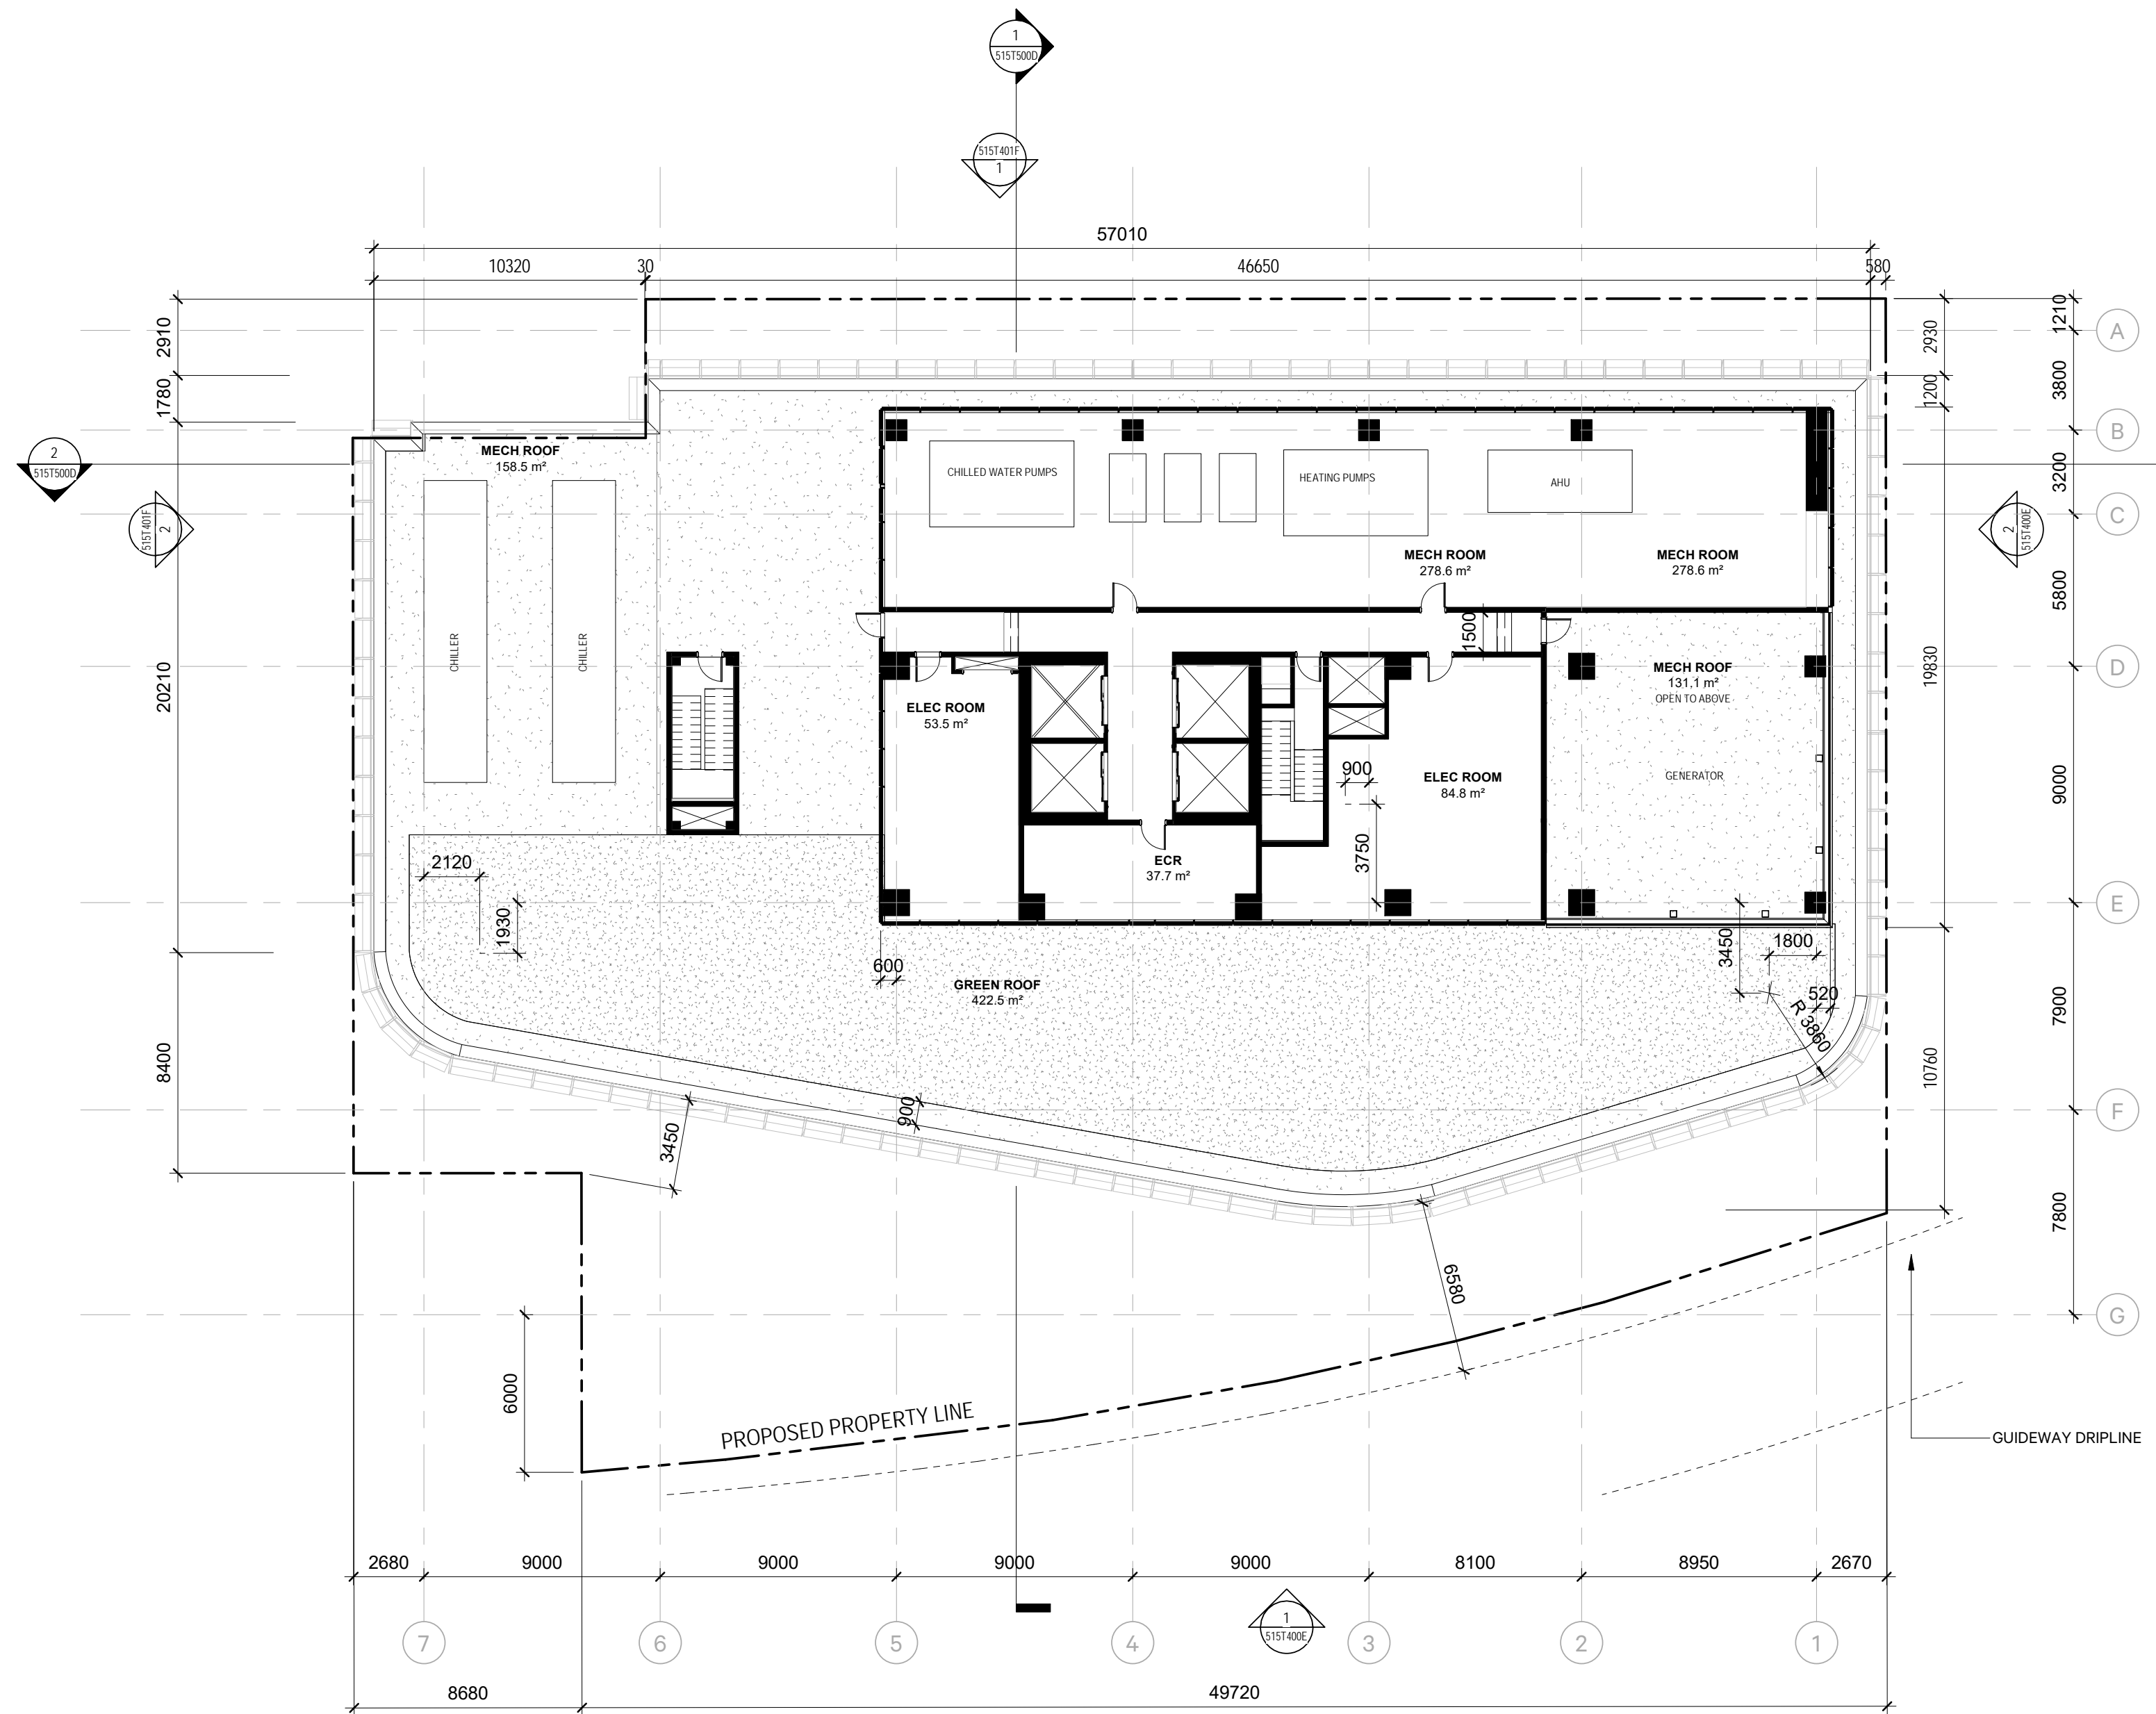 1
515T500D
515T401F
1
57010
10320
30
46650
580
2910
1780
20210
8400
2930
1200
19830
10760
1210
3800
3200
5800
9000
7900
7800
A
B
C
D
E
F
G
2
515T500D
515T401F
2
2
515T400E
MECH ROOF
158.5 m²
CHILLED WATER PUMPS
HEATING PUMPS
AHU
MECH ROOM
278.6 m²
MECH ROOM
278.6 m²
CHILLER
CHILLER
1500
MECH ROOF
131.1 m²
OPEN TO ABOVE
ELEC ROOM
53.5 m²
900
ELEC ROOM
84.8 m²
GENERATOR
3750
ECR
37.7 m²
2120
1930
600
GREEN ROOF
422.5 m²
3450
1800
520
R 3860
900
3450
6580
6000
PROPOSED PROPERTY LINE
GUIDEWAY DRIPLINE
2680
9000
9000
9000
9000
8100
8950
2670
7
6
5
4
3
2
1
1
515T400E
8680
49720